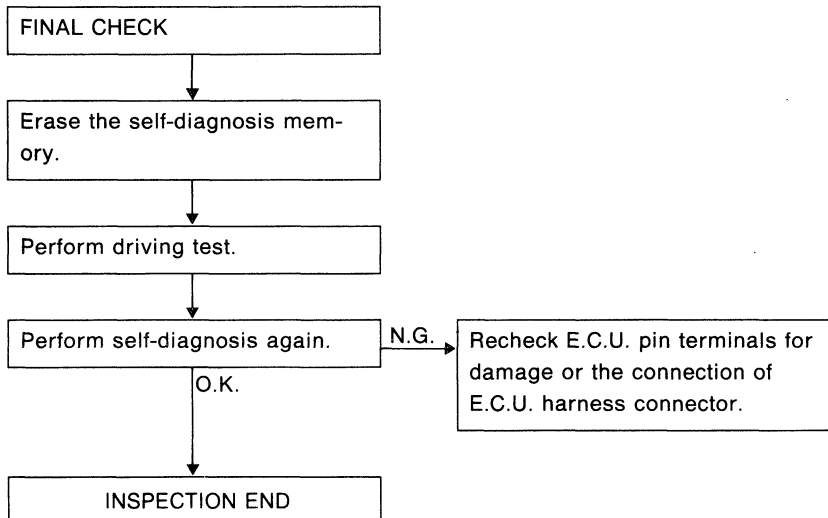 FINAL CHECK
Erase the self-diagnosis mem-
ory.
Perform driving test.
Perform self-diagnosis again.
N.G.
Recheck E.C.U. pin terminals for
damage or the connection of
E.C.U. harness connector.
O.K.
INSPECTION END